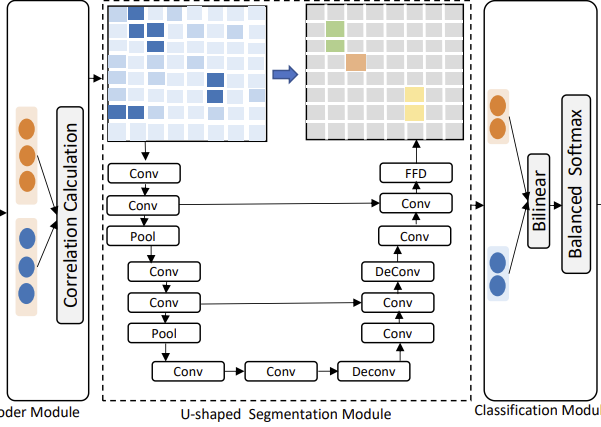 Correlation Calculation
oder Module
Conv
Conv
Pool
Conv
Conv
Pool
Conv
Conv
Deconv
Conv
Conv
DeConv
Conv
Conv
FFD
U-shaped Segmentation Module
Bilinear
Balanced Softmax
Classification Modu